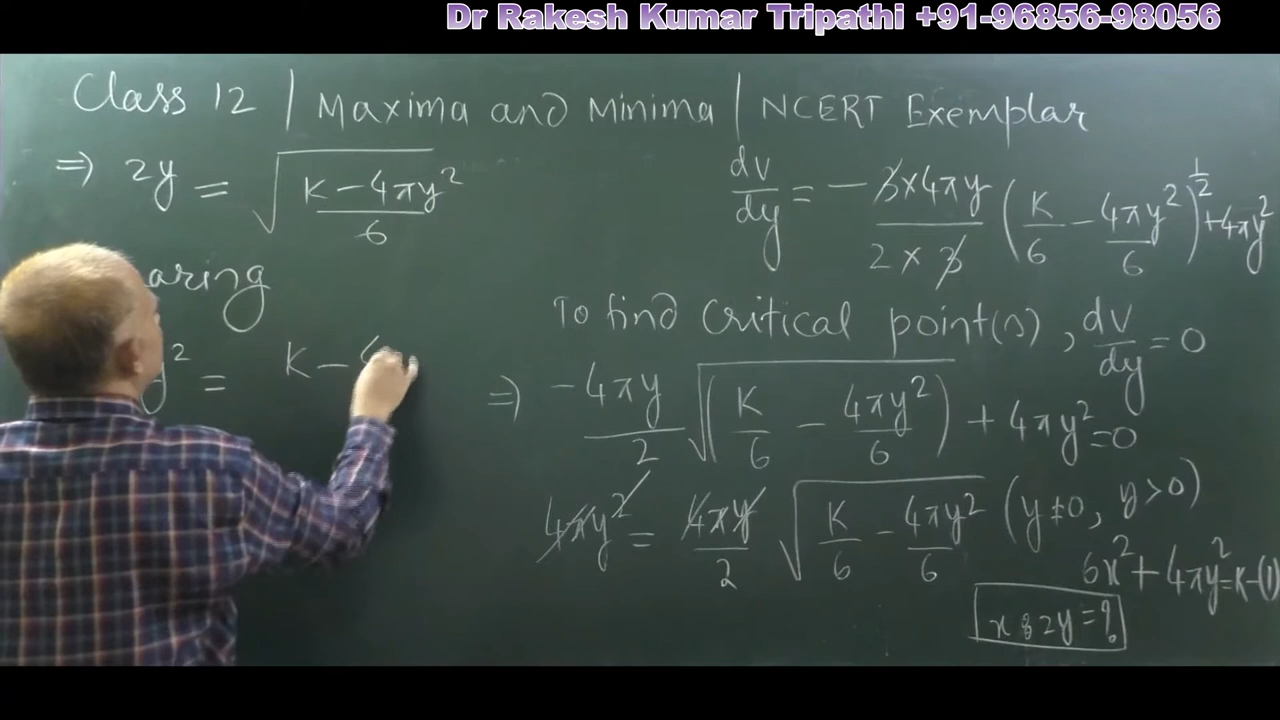 Dr Rakesh Kumar Tripathi +91-96856-98056
Class 12 | Maxima and Minima | NCERT Exemplar
⇒ 2y = √((K − 4πy²)/6)
aring
y² = K − 4
dv/dy = − (3×4πy)/(2×3) (K/6 − 4πy²/6)^(1/2) + 4πy²
To find Critical point(s), dv/dy = 0
⇒ −4πy/2 √(K/6 − 4πy²/6) + 4πy² = 0
4πy² = 4πy/2 √(K/6 − 4πy²/6) (y≠0, y>0)
6x² + 4πy² = K −(1)
x : 2y = ?